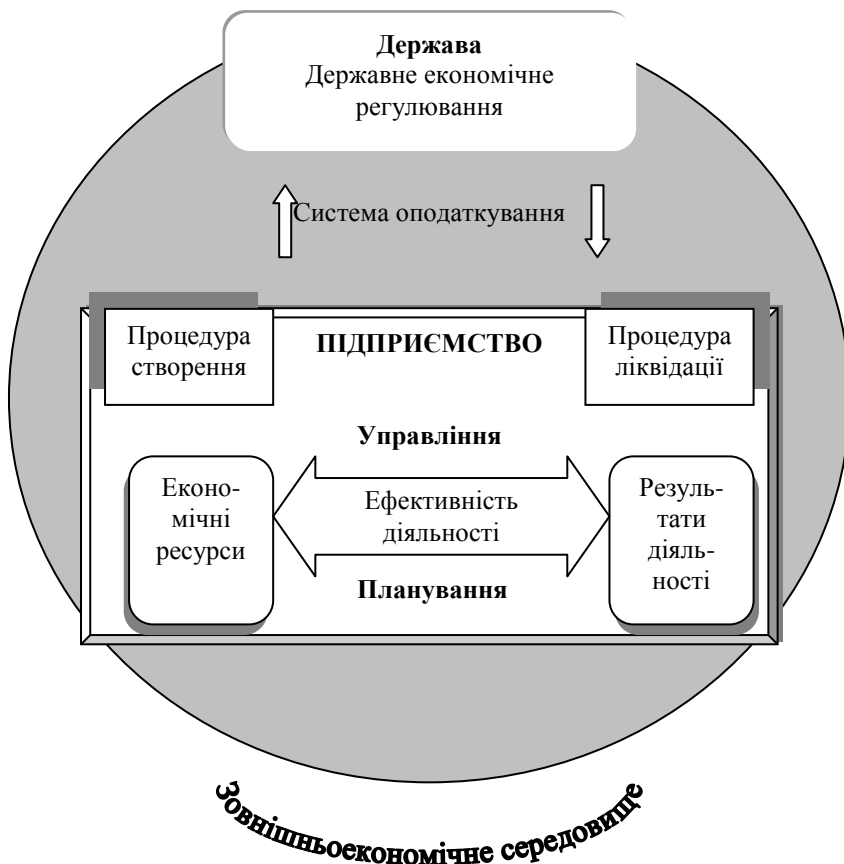 Держава
Державне економічне
регулювання
Система оподаткування
Процедура
створення
ПІДПРИЄМСТВО
Процедура
ліквідації
Управління
Еконо-
мічні
ресурси
Ефективність
діяльності
Резуль-
тати
діяль-
ності
Планування
Зовнішньоекономічне середовище